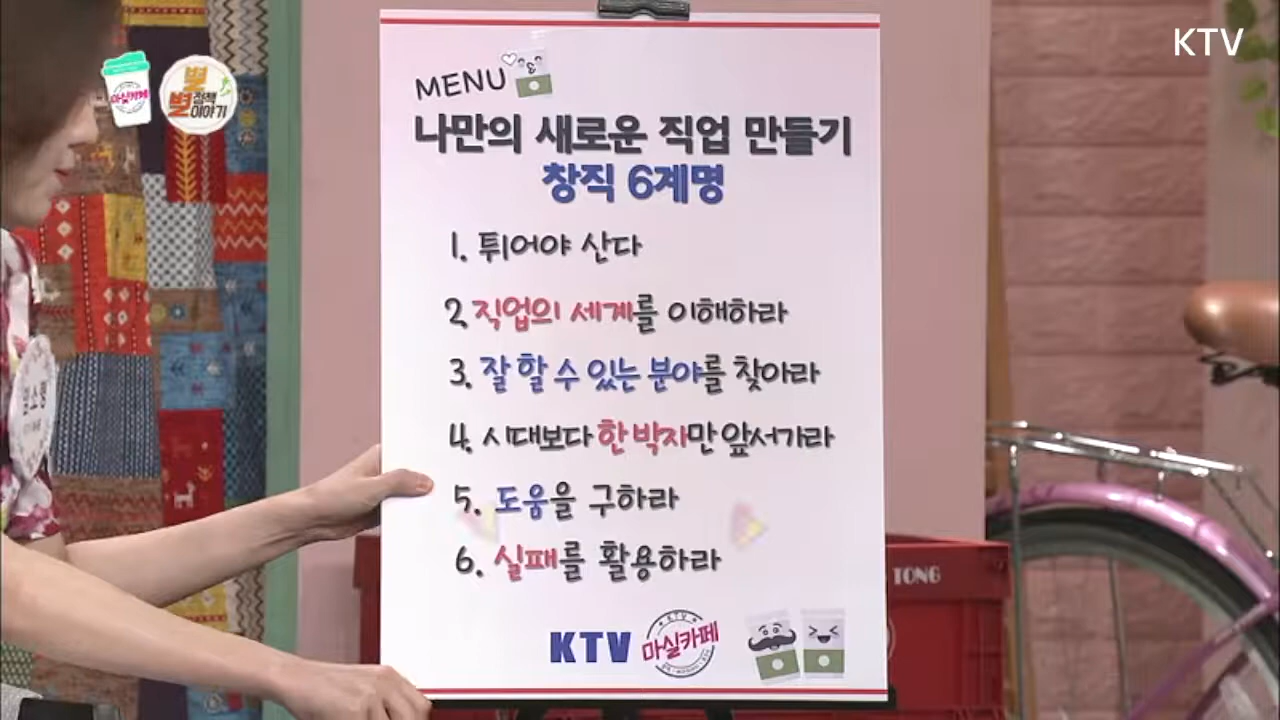 KTV
마실카페
별별
정책
이야기
MENU
나만의 새로운 직업 만들기
창직 6계명
1. 튀어야 산다
2. 직업의 세계를 이해하라
3. 잘 할 수 있는 분야를 찾아라
4. 시대보다 한 박자만 앞서가라
5. 도움을 구하라
6. 실패를 활용하라
TONG
KTV
KTV
마실카페